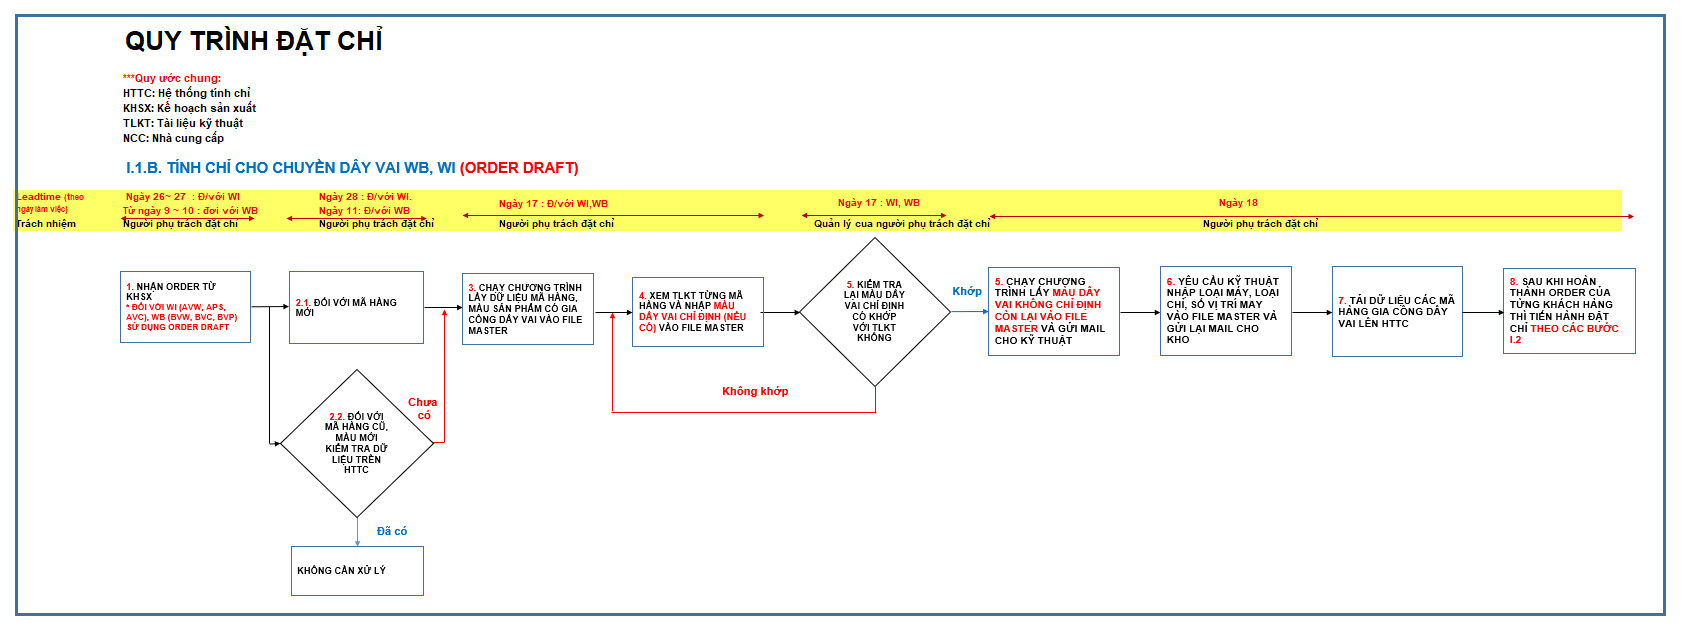 QUY TRÌNH ĐẶT CHỈ
***Quy ước chung:
HTTC: Hệ thống tính chỉ
KHSX: Kế hoạch sản xuất
TLKT: Tài liệu kỹ thuật
NCC: Nhà cung cấp
I.1.B. TÍNH CHỈ CHO CHUYỀN DÂY VAI WB, WI (ORDER DRAFT)
Leadtime (theo
ngày làm việc)
Ngày 26~ 27 : Đ/với WI
Từ ngày 9 ~ 10 : đơi với WB
Ngày 28 : Đ/với WI.
Ngày 11: Đ/với WB
Ngày 17 : Đ/với WI,WB
Ngày 17 : WI, WB
Ngày 18
Trách nhiệm
Người phụ trách đặt chỉ
Người phụ trách đặt chỉ
Người phụ trách đặt chỉ
Quản lý cua người phụ trách đặt chỉ
Người phụ trách đặt chỉ
1. NHẬN ORDER TỪ
KHSX
* ĐỐI VỚI WI (AVW, APS,
AVC), WB (BVW, BVC, BVP)
SỬ DỤNG ORDER DRAFT
2.1. ĐỐI VỚI MÃ HÀNG
MỚI
2.2. ĐỐI VỚI
MÃ HÀNG CŨ,
MÀU MỚI
KIỂM TRA DỮ
LIỆU TRÊN
HTTC
Chưa
có
Đã có
KHÔNG CẦN XỬ LÝ
3. CHẠY CHƯƠNG TRÌNH
LẤY DỮ LIỆU MÃ HÀNG,
MÀU SẢN PHẨM CÓ GIA
CÔNG DÂY VAI VÀO FILE
MASTER
4. XEM TLKT TỪNG MÃ
HÀNG VÀ NHẬP MÀU
DÂY VAI CHỈ ĐỊNH (NẾU
CÓ) VÀO FILE MASTER
5. KIỂM TRA
LẠI MÀU DÂY
VAI CHỈ ĐỊNH
CÓ KHỚP
VỚI TLKT
KHÔNG
Khớp
Không khớp
5. CHẠY CHƯƠNG
TRÌNH LẤY MÀU DÂY
VAI KHÔNG CHỈ ĐỊNH
CÒN LẠI VÀO FILE
MASTER VÀ GỬI MAIL
CHO KỸ THUẬT
6. YÊU CẦU KỸ THUẬT
NHẬP LOẠI MÁY, LOẠI
CHỈ, SỐ VỊ TRÍ MAY
VÀO FILE MASTER VÀ
GỬI LẠI MAIL CHO
KHO
7. TẢI DỮ LIỆU CÁC MÃ
HÀNG GIA CÔNG DÂY
VAI LÊN HTTC
8. SAU KHI HOÀN
THÀNH ORDER CỦA
TỪNG KHÁCH HÀNG
THÌ TIẾN HÀNH ĐẶT
CHỈ THEO CÁC BƯỚC
I.2